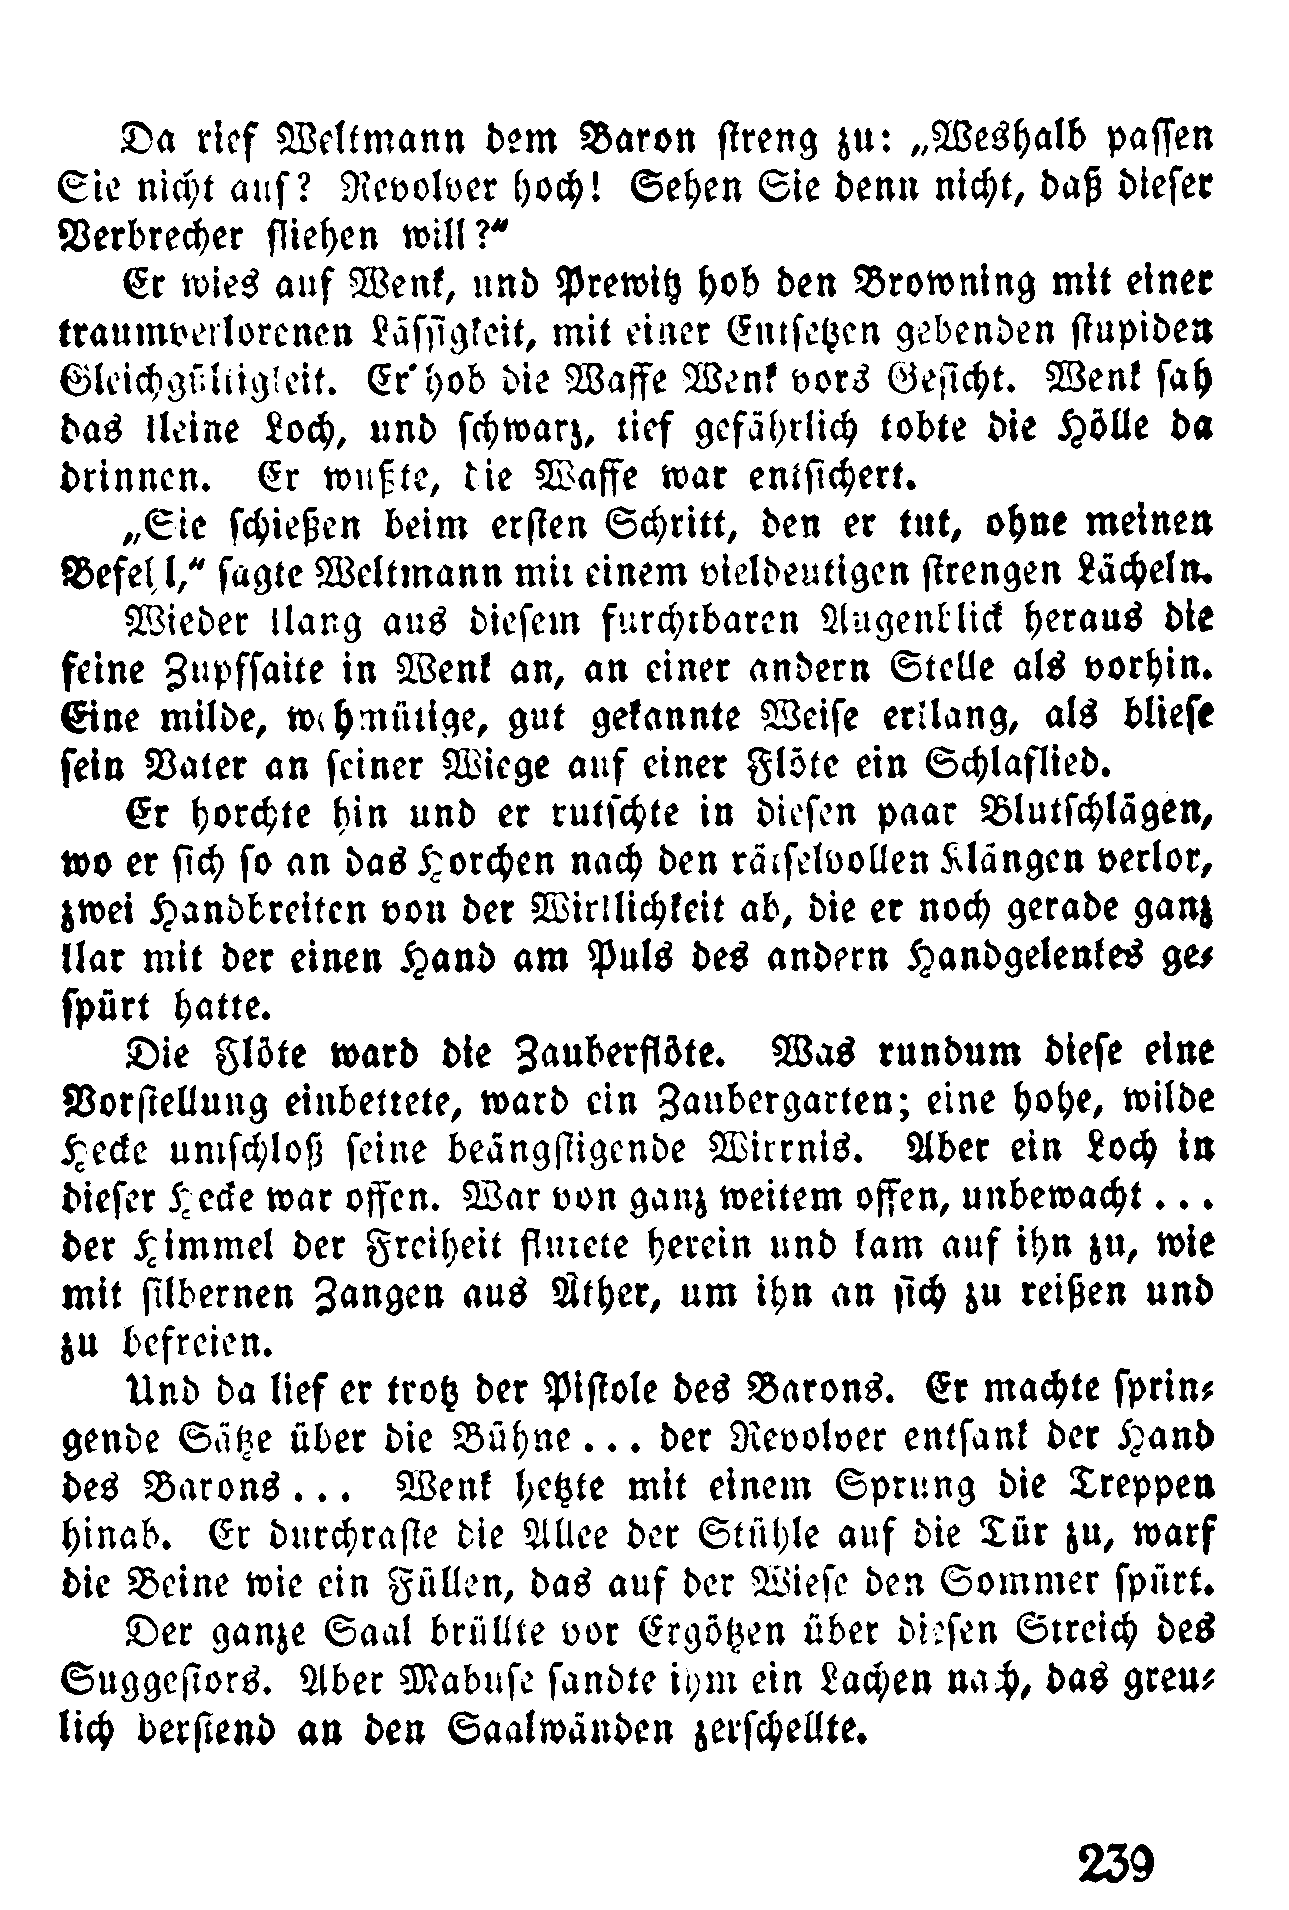 Da rief Weltmann dem Baron streng zu: „Weshalb passen
Sie nicht auf? Revolver hoch! Sehen Sie denn nicht, daß dieser
Verbrecher fliehen will?“
Er wies auf Wenk, und Prewitz hob den Browning mit einer
traumverlorenen Lässigkeit, mit einer Entsetzen gebenden stupiden
Gleichgültigkeit. Er hob die Waffe Wenk vors Gesicht. Wenk sah
das kleine Loch, und schwarz, tief gefährlich tobte die Hölle da
drinnen. Er wußte, die Waffe war entsichert.
„Sie schießen beim ersten Schritt, den er tut, ohne meinen
Befehl,“ sagte Weltmann mit einem vieldeutigen strengen Lächeln.
Wieder klang aus diesem furchtbaren Augenblick heraus die
feine Zupfsaite in Wenk an, an einer andern Stelle als vorhin.
Eine milde, wehmütige, gut gekannte Weise erklang, als bliese
sein Vater an seiner Wiege auf einer Flöte ein Schlaflied.
Er horchte hin und er rutschte in diesen paar Blutschlägen,
wo er sich so an das Horchen nach den rätselvollen Klängen verlor,
zwei Handbreiten von der Wirklichkeit ab, die er noch gerade ganz
klar mit der einen Hand am Puls des andern Handgelenkes ge-
spürt hatte.
Die Flöte ward die Zauberflöte. Was rundum diese eine
Vorstellung einbettete, ward ein Zaubergarten; eine hohe, wilde
Hecke umschloß seine beängstigende Wirrnis. Aber ein Loch in
dieser Hecke war offen. War von ganz weitem offen, unbewacht...
der Himmel der Freiheit flutete herein und kam auf ihn zu, wie
mit silbernen Zangen aus Äther, um ihn an sich zu reißen und
zu befreien.
Und da lief er trotz der Pistole des Barons. Er machte sprin-
gende Sätze über die Bühne... der Revolver entsank der Hand
des Barons... Wenk hetzte mit einem Sprung die Treppen
hinab. Er durchraste die Allee der Stühle auf die Tür zu, warf
die Beine wie ein Füllen, das auf der Wiese den Sommer spürt.
Der ganze Saal brüllte vor Ergötzen über diesen Streich des
Suggestors. Aber Mabuse sandte ihm ein Lachen nach, das greu-
lich berstend an den Saalwänden zerschellte.
239